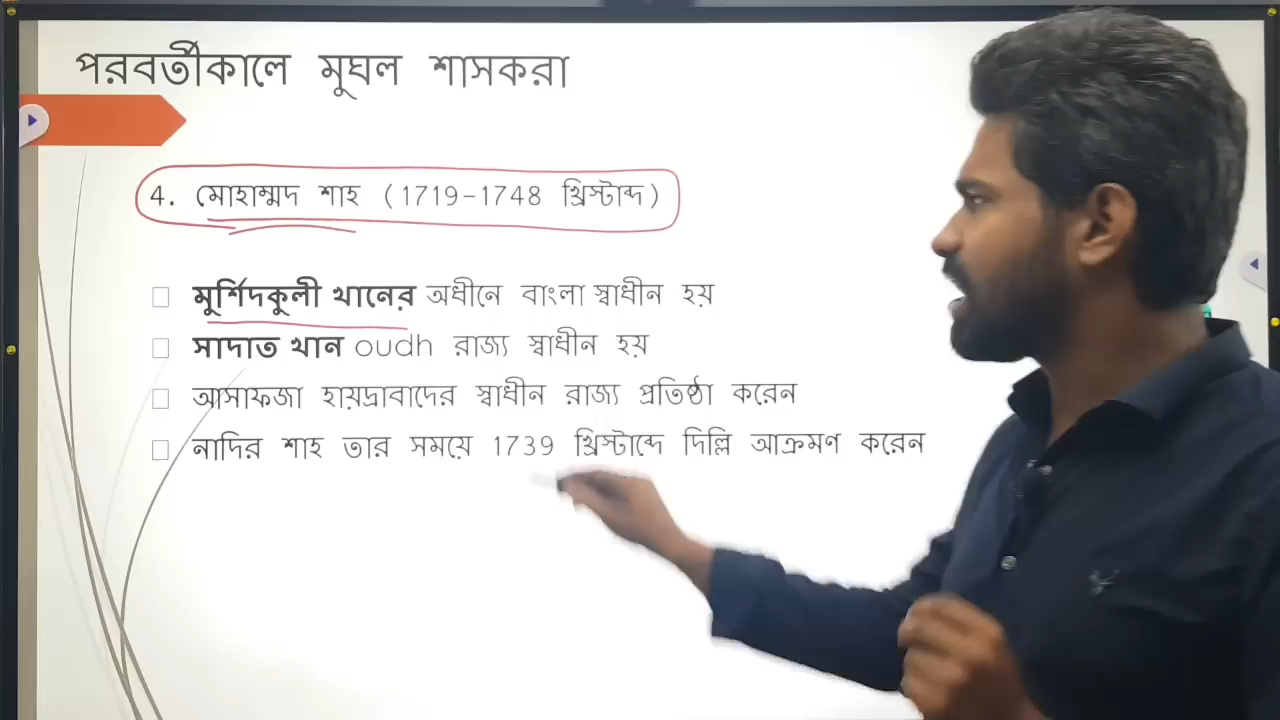 পরবর্তীকালে মুঘল শাসকরা
4. মোহাম্মদ শাহ (1719-1748 খ্রিস্টাব্দ)
মুর্শিদকুলী খানের অধীনে বাংলা স্বাধীন হয়
সাদাত খান oudh রাজ্য স্বাধীন হয়
আসাফজা হায়দ্রাবাদের স্বাধীন রাজ্য প্রতিষ্ঠা করেন
নাদির শাহ তার সময়ে 1739 খ্রিস্টাব্দে দিল্লি আক্রমণ করেন